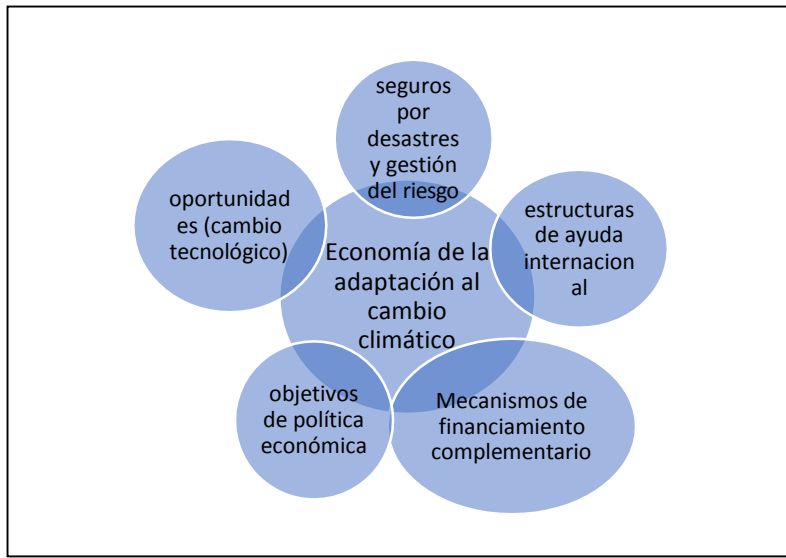 seguros
por
desastres
y gestión
del riesgo
oportunidad
es (cambio
tecnológico)
estructuras
de ayuda
internacion
al
Economía de la
adaptación al
cambio
climático
objetivos
de política
económica
Mecanismos de
financiamiento
complementario